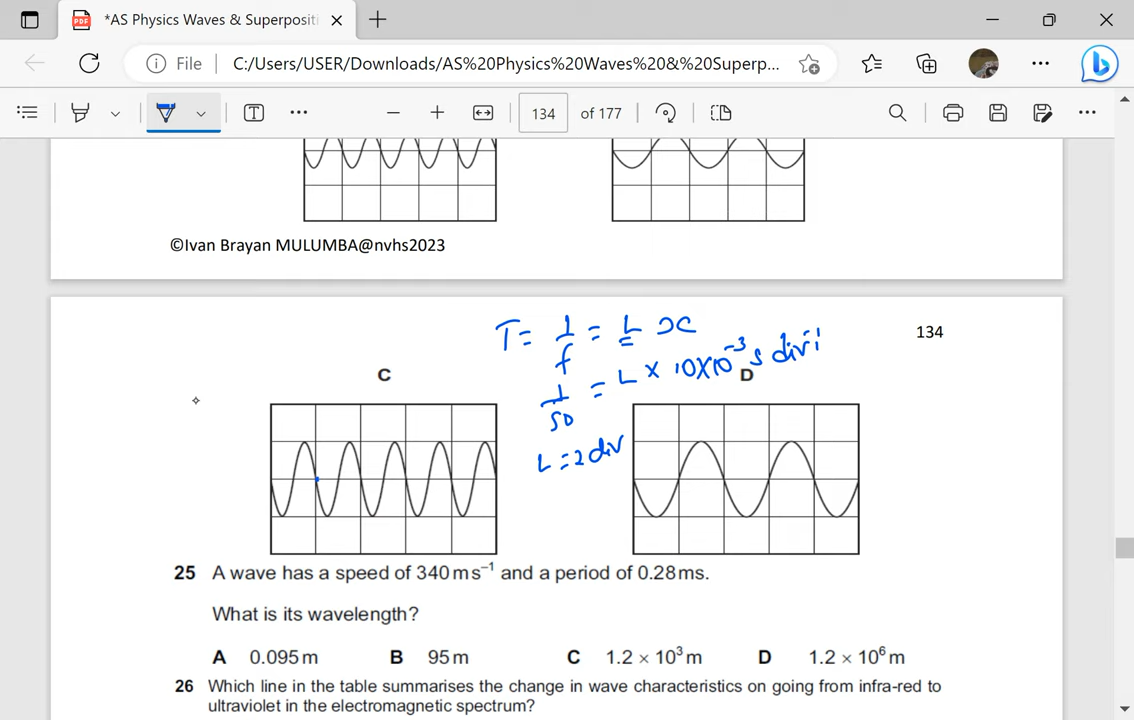 *AS Physics Waves & Superposit
File
C:/Users/USER/Downloads/AS%20Physics%20Waves%20&%20Superp...
134 of 177
©Ivan Brayan MULUMBA@nvhs2023
134
T = 1/f = L x
C
1/50 = L × 10×10⁻³ s div
D
L = 2 div
25 A wave has a speed of 340 m s⁻¹ and a period of 0.28 ms.
What is its wavelength?
A 0.095 m B 95 m C 1.2 × 10³ m D 1.2 × 10⁶ m
26 Which line in the table summarises the change in wave characteristics on going from infra-red to
ultraviolet in the electromagnetic spectrum?